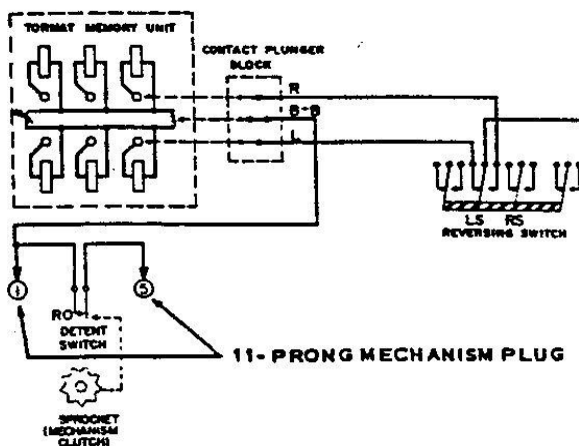 TORMAT MEMORY UNIT
CONTACT PLUNGER
BLOCK
R
B-B
L
LS RS
REVERSING SWITCH
1
5
RO
DETENT
SWITCH
11-PRONG MECHANISM PLUG
SPROCKET
(MECHANISM
CLUTCH)